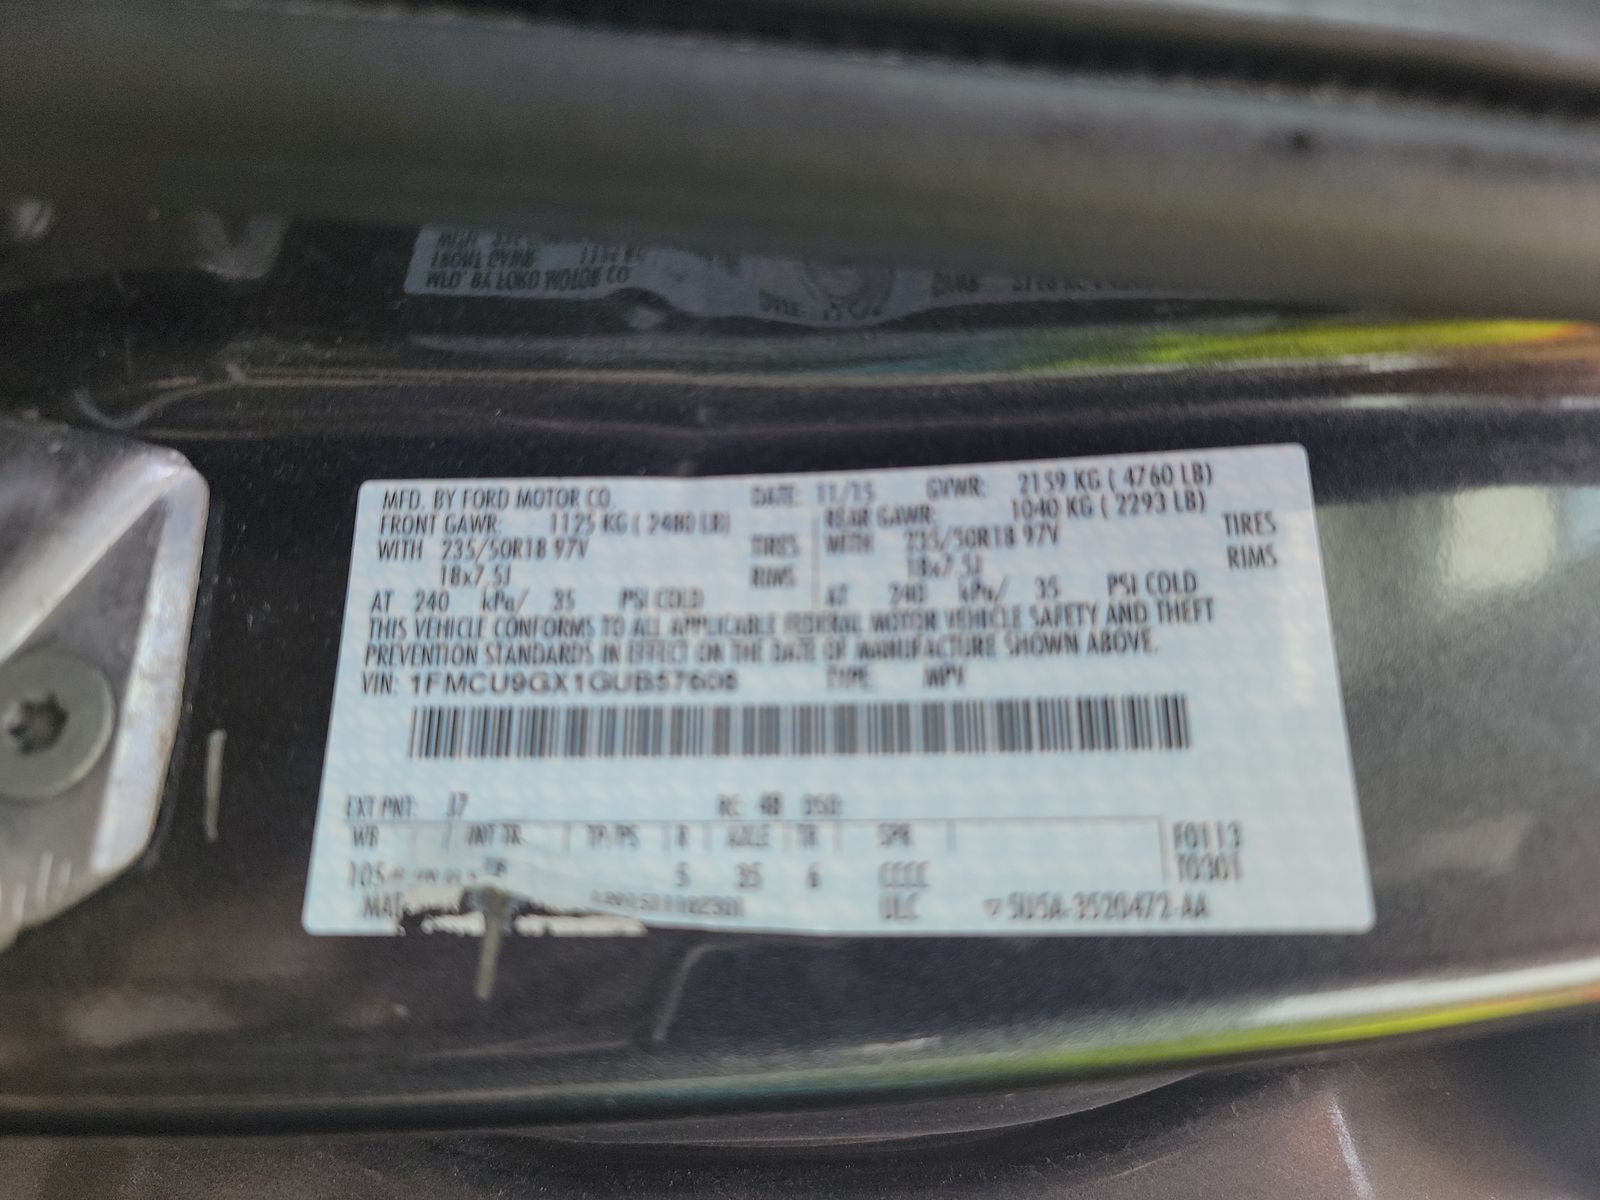 MFD. BY FORD MOTOR CO. DATE: 11/15 GVWR: 2159 KG ( 4760 LB)
FRONT GAWR: 1125 KG ( 2480 LB) REAR GAWR: 1040 KG ( 2293 LB)
WITH 235/50R18 97V TIRES WITH 235/50R18 97V TIRES
18x7.5J RIMS 18x7.5J RIMS
AT 240 kPa/ 35 PSI COLD AT 240 kPa/ 35 PSI COLD
THIS VEHICLE CONFORMS TO ALL APPLICABLE FEDERAL MOTOR VEHICLE SAFETY AND THEFT
PREVENTION STANDARDS IN EFFECT ON THE DATE OF MANUFACTURE SHOWN ABOVE.
VIN: 1FMCU9GX1GUB57608 TYPE: MPV
EXT PNT: J7 RC: 48 DSO:
WB INT TR TP/PS R AXLE TR SPR F0113
105 5 35 6 CCCC T0301
ULC 5U5A-3520472-AA